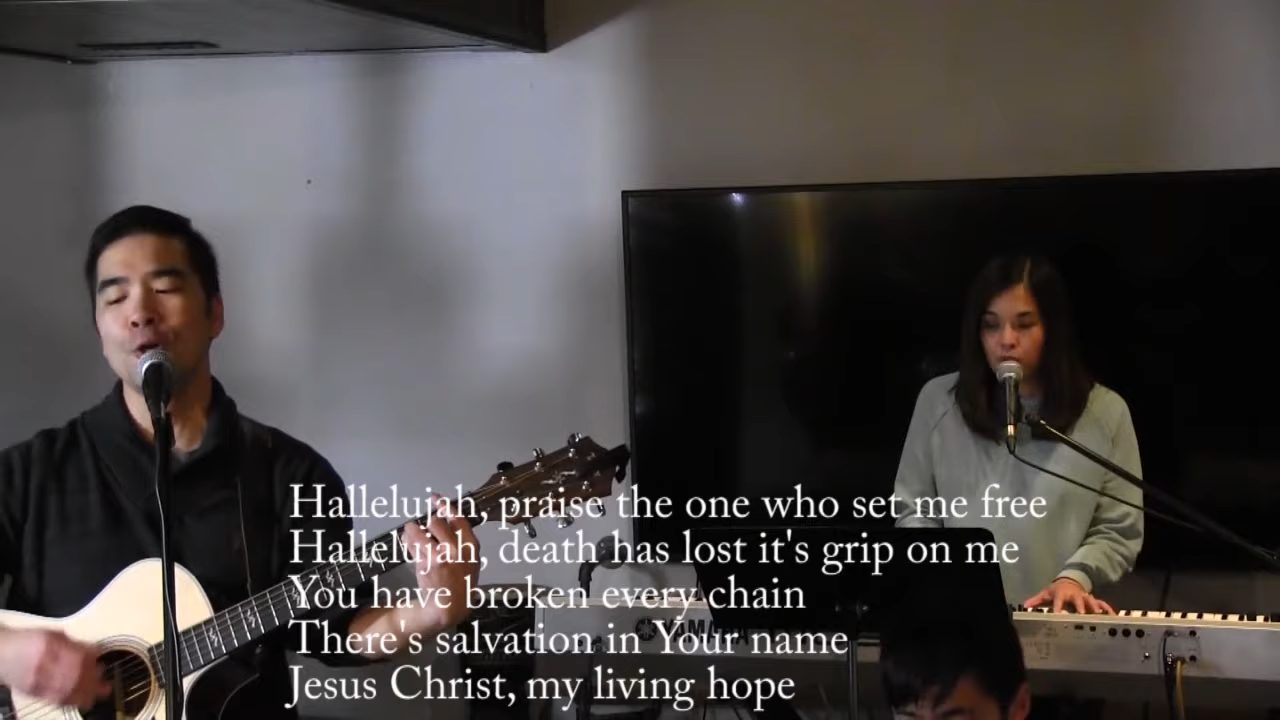 Hallelujah, praise the one who set me free
Hallelujah, death has lost it's grip on me
You have broken every chain
There's salvation in Your name
Jesus Christ, my living hope
YAMAHA